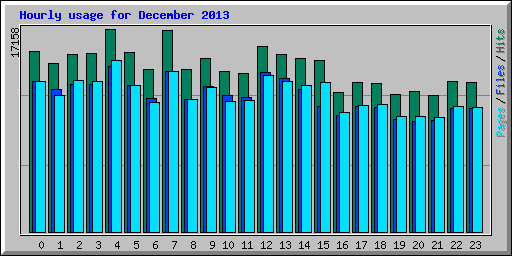 Hourly usage for December 2013
17158
Pages/Files/Hits
0 1 2 3 4 5 6 7 8 9 10 11 12 13 14 15 16 17 18 19 20 21 22 23